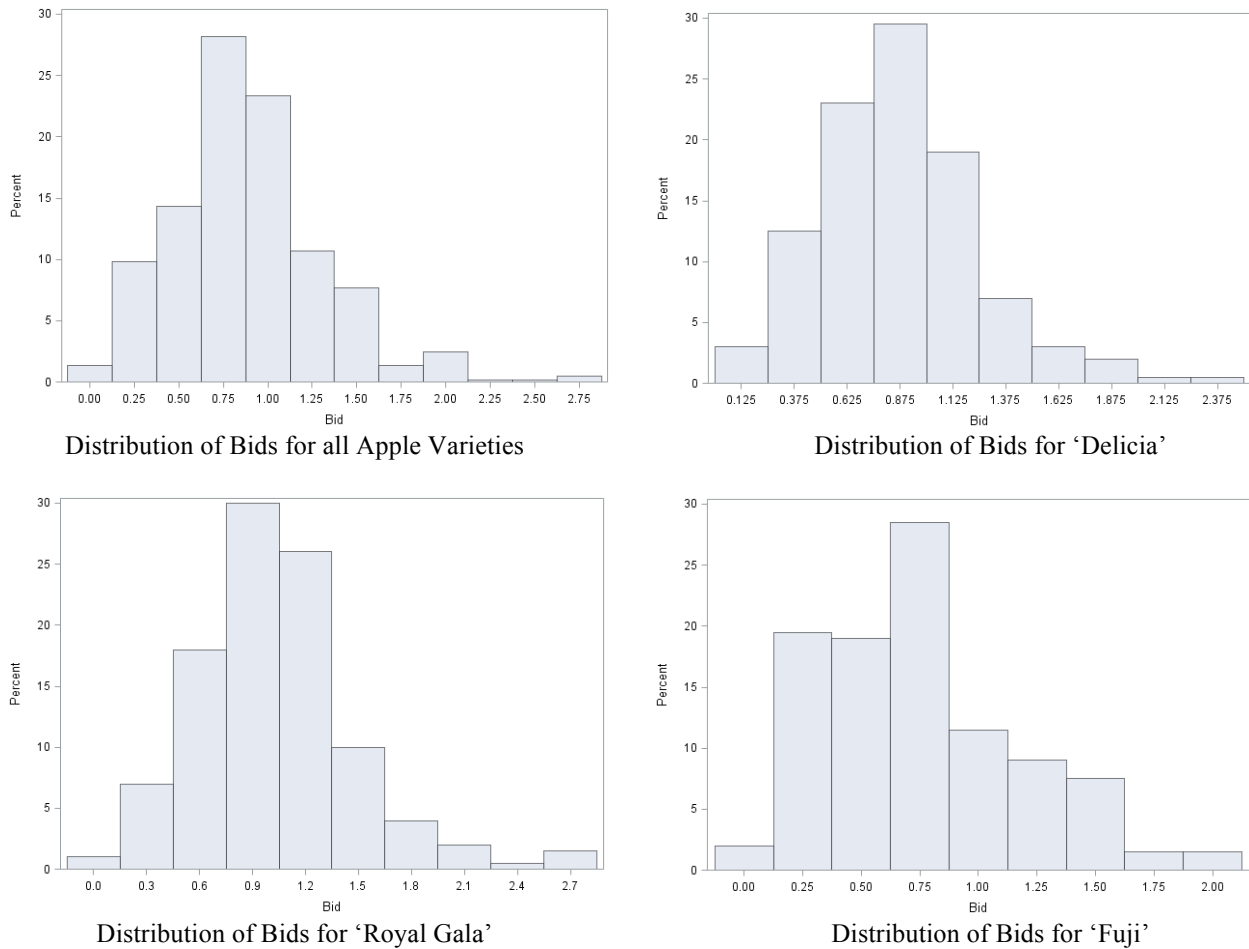 30
25
20
15
10
5
0
Percent
0.00 0.25 0.50 0.75 1.00 1.25 1.50 1.75 2.00 2.25 2.50 2.75
Bid
Distribution of Bids for all Apple Varieties
30
25
20
15
10
5
0
Percent
0.125 0.375 0.625 0.875 1.125 1.375 1.625 1.875 2.125 2.375
Bid
Distribution of Bids for ‘Delicia’
30
25
20
15
10
5
0
Percent
0.0 0.3 0.6 0.9 1.2 1.5 1.8 2.1 2.4 2.7
Bid
Distribution of Bids for ‘Royal Gala’
30
25
20
15
10
5
0
Percent
0.00 0.25 0.50 0.75 1.00 1.25 1.50 1.75 2.00
Bid
Distribution of Bids for ‘Fuji’